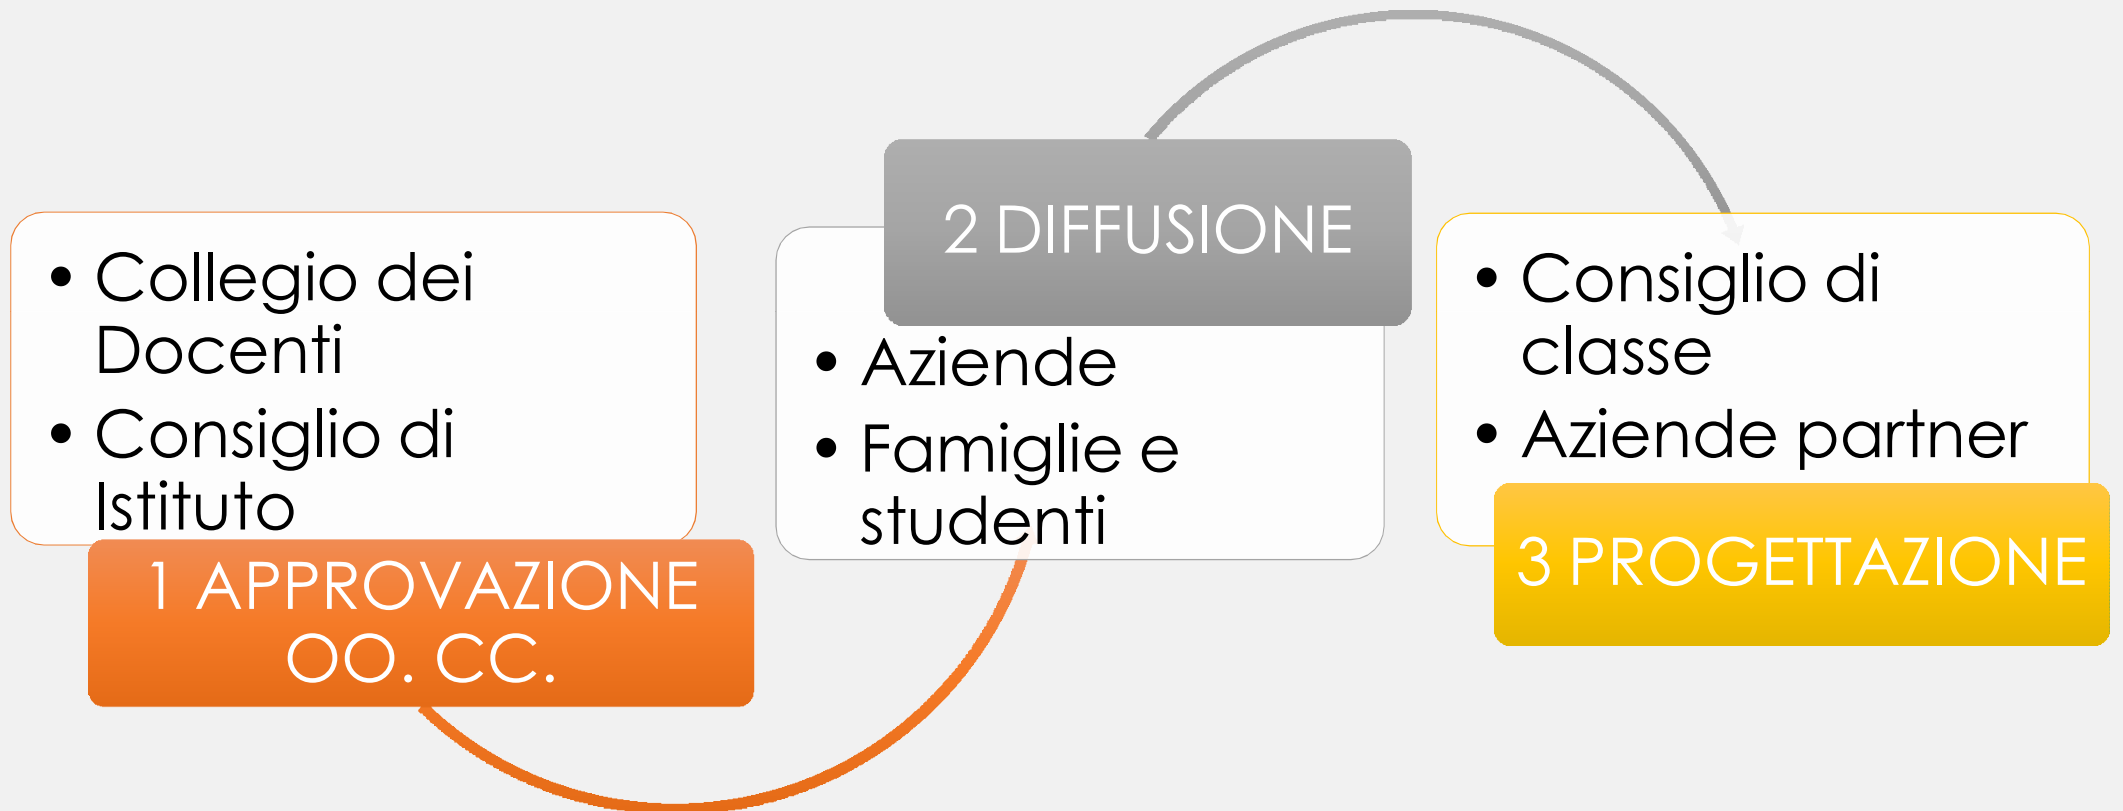 • Collegio dei
Docenti
• Consiglio di
Istituto
1 APPROVAZIONE
OO. CC.
2 DIFFUSIONE
• Aziende
• Famiglie e
studenti
• Consiglio di
classe
• Aziende partner
3 PROGETTAZIONE